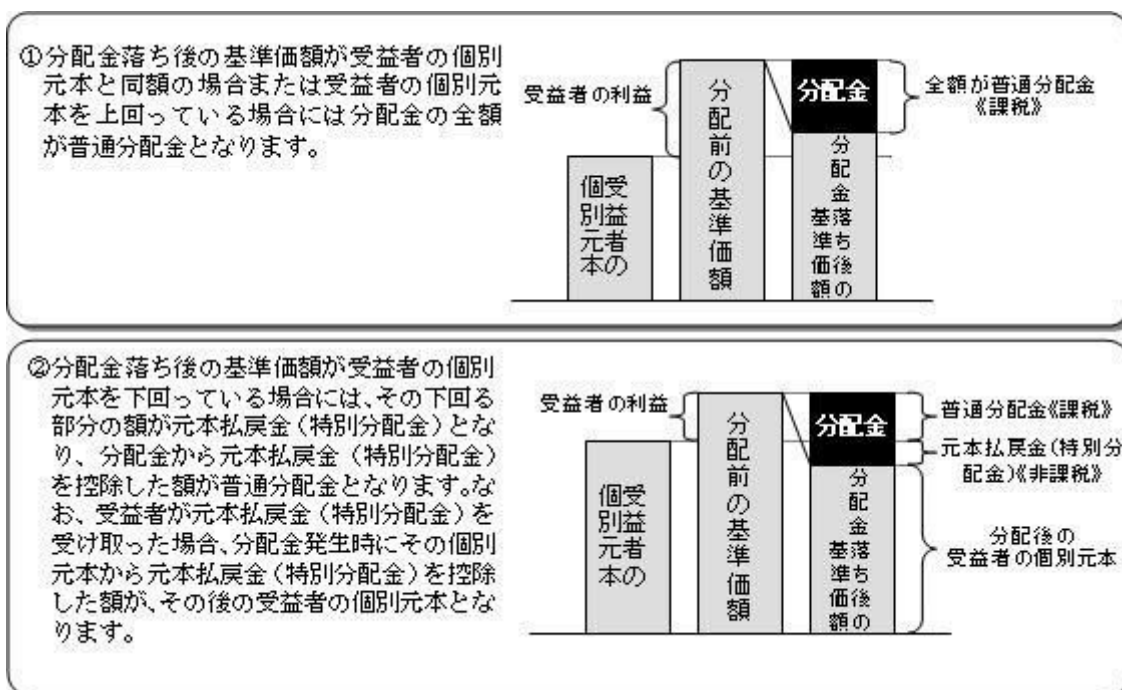 ①分配金落ち後の基準価額が受益者の個別
元本と同額の場合または受益者の個別元
本を上回っている場合には分配金の全額
が普通分配金となります。
受益者の利益
受益者の
個別元本
分配前の基準価額
分配金
分配金落ち後の
基準価額
全額が普通分配金
《課税》
②分配金落ち後の基準価額が受益者の個別
元本を下回っている場合には、その下回る
部分の額が元本払戻金(特別分配金)とな
り、分配金から元本払戻金(特別分配金)
を控除した額が普通分配金となります。な
お、受益者が元本払戻金(特別分配金)を
受け取った場合、分配金発生時にその個別
元本から元本払戻金(特別分配金)を控除
した額が、その後の受益者の個別元本とな
ります。
受益者の利益
受益者の
個別元本
分配前の基準価額
分配金
分配金落ち後の
基準価額
普通分配金《課税》
元本払戻金(特別分
配金)《非課税》
分配後の
受益者の個別元本